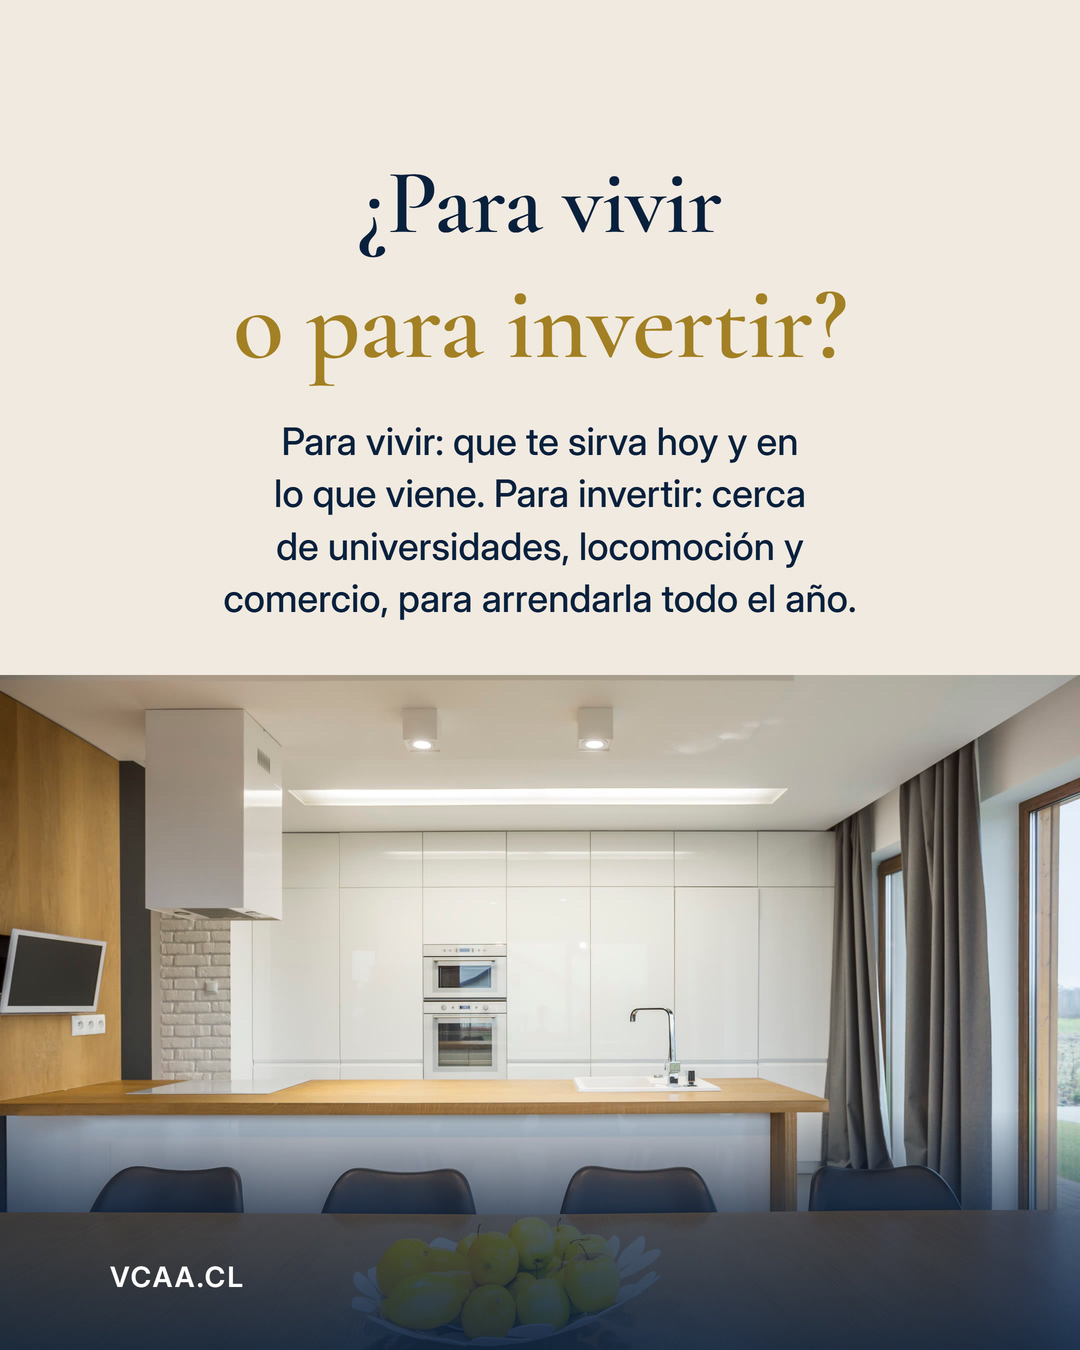 ¿Para vivir
o para invertir?
Para vivir: que te sirva hoy y en
lo que viene. Para invertir: cerca
de universidades, locomoción y
comercio, para arrendarla todo el año.
VCAA.CL